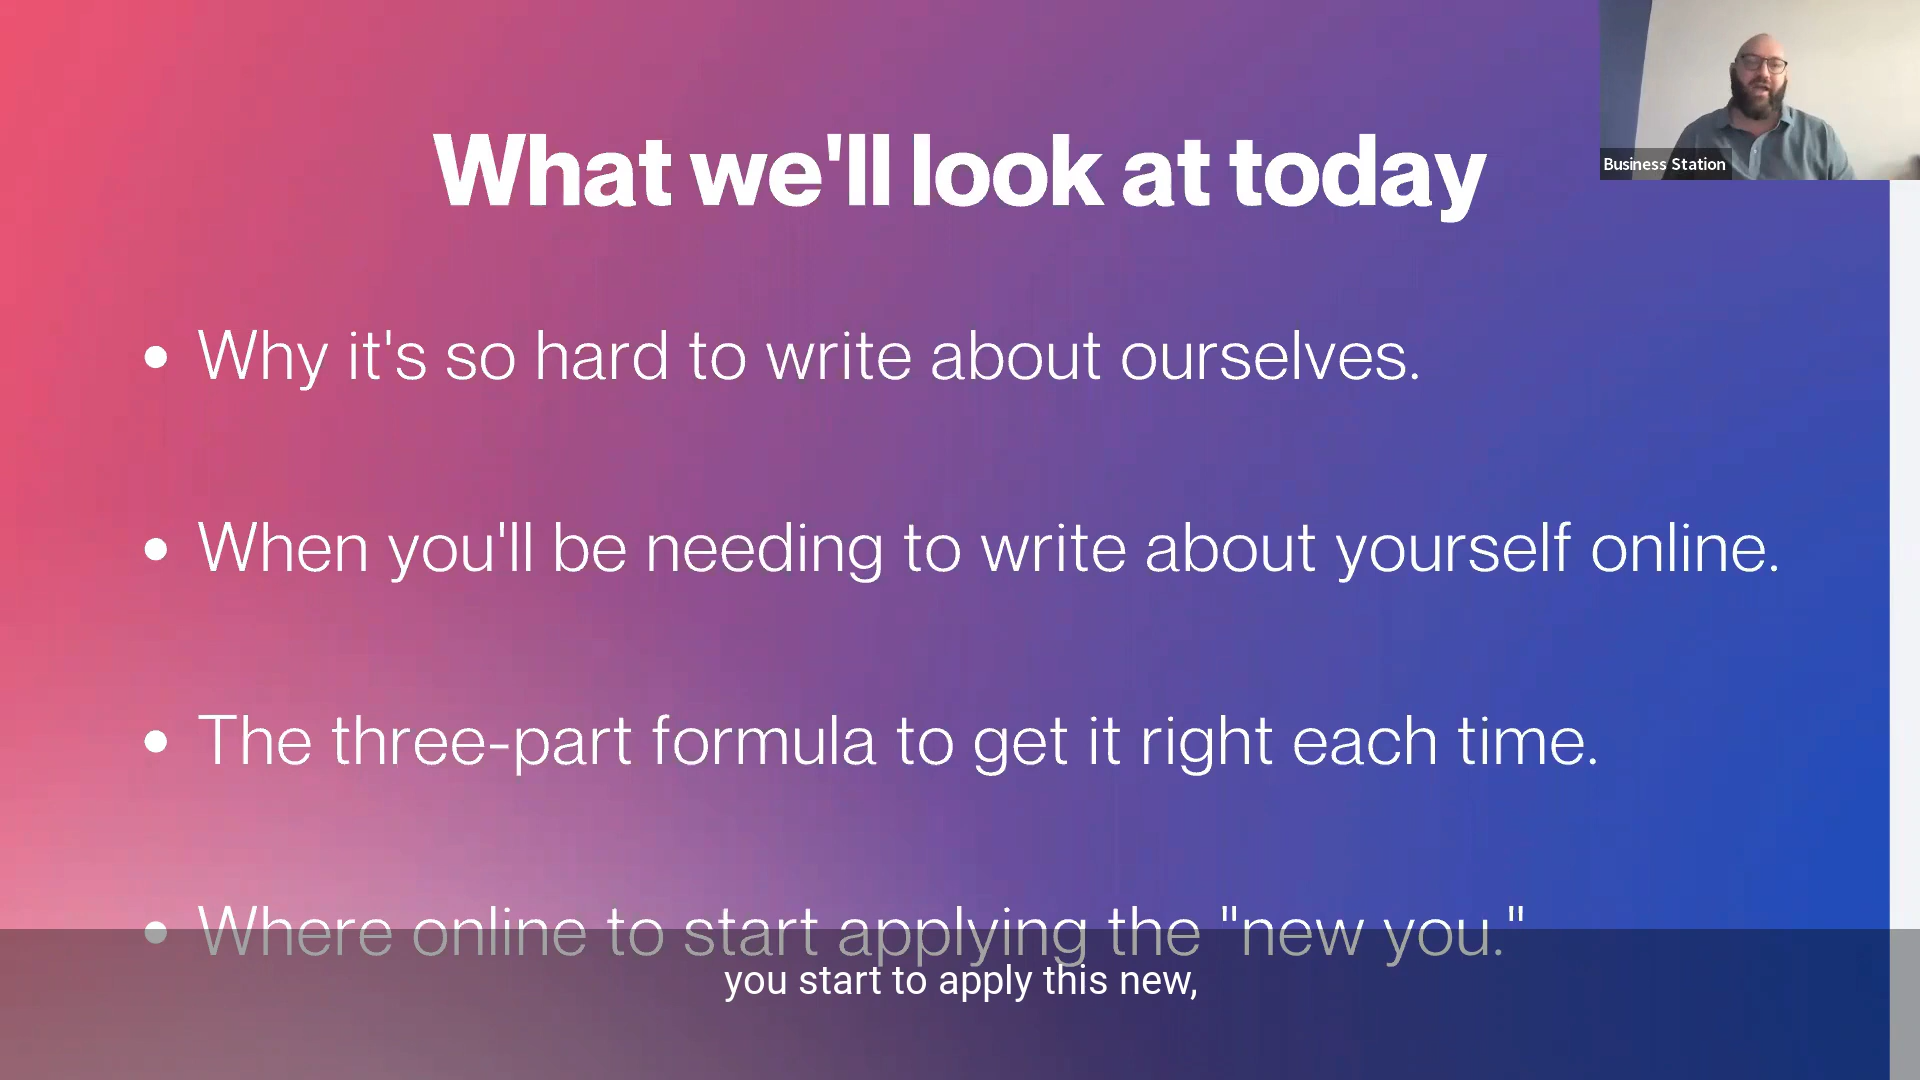 What we'll look at today
Business Station
• Why it's so hard to write about ourselves.
• When you'll be needing to write about yourself online.
• The three-part formula to get it right each time.
• Where online to start applying the "new you."
you start to apply this new,